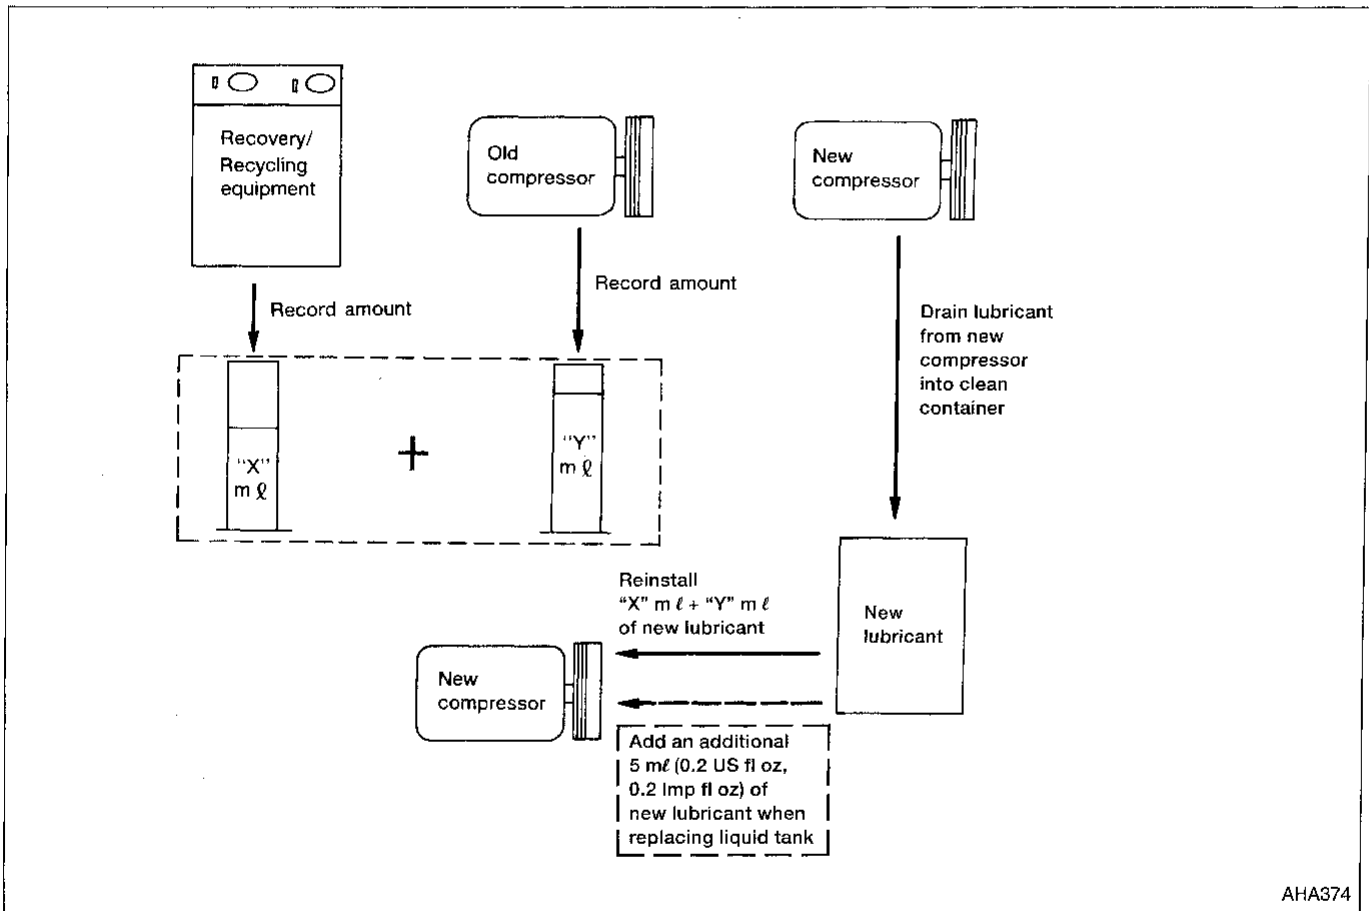 Recovery/
Recycling
equipment
Old
compressor
New
compressor
Record amount
Record amount
Drain lubricant
from new
compressor
into clean
container
"X"
m ℓ
+
"Y"
m ℓ
Reinstall
"X" m ℓ + "Y" m ℓ
of new lubricant
New
lubricant
New
compressor
Add an additional
5 mℓ (0.2 US fl oz,
0.2 Imp fl oz) of
new lubricant when
replacing liquid tank
AHA374